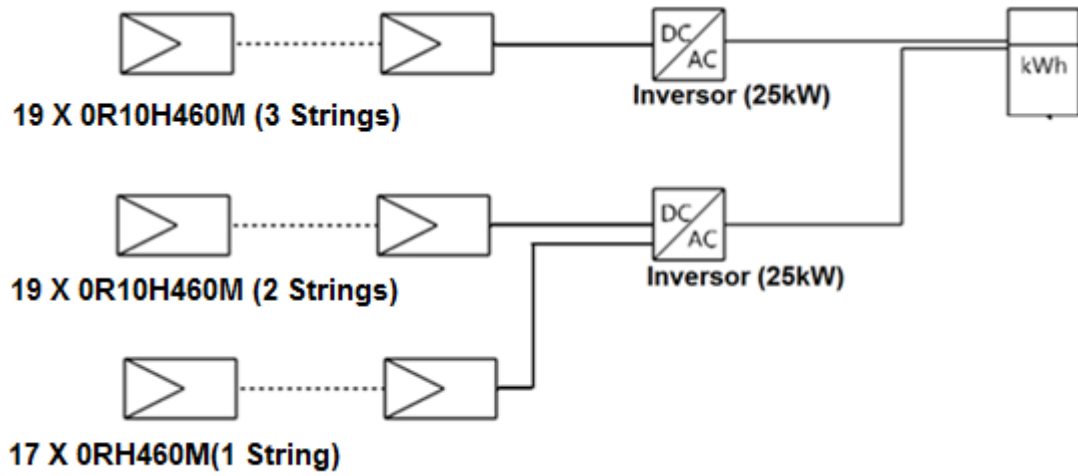 DC
AC
Inversor (25kW)
kWh
19 X 0R10H460M (3 Strings)
DC
AC
Inversor (25kW)
19 X 0R10H460M (2 Strings)
17 X 0RH460M(1 String)